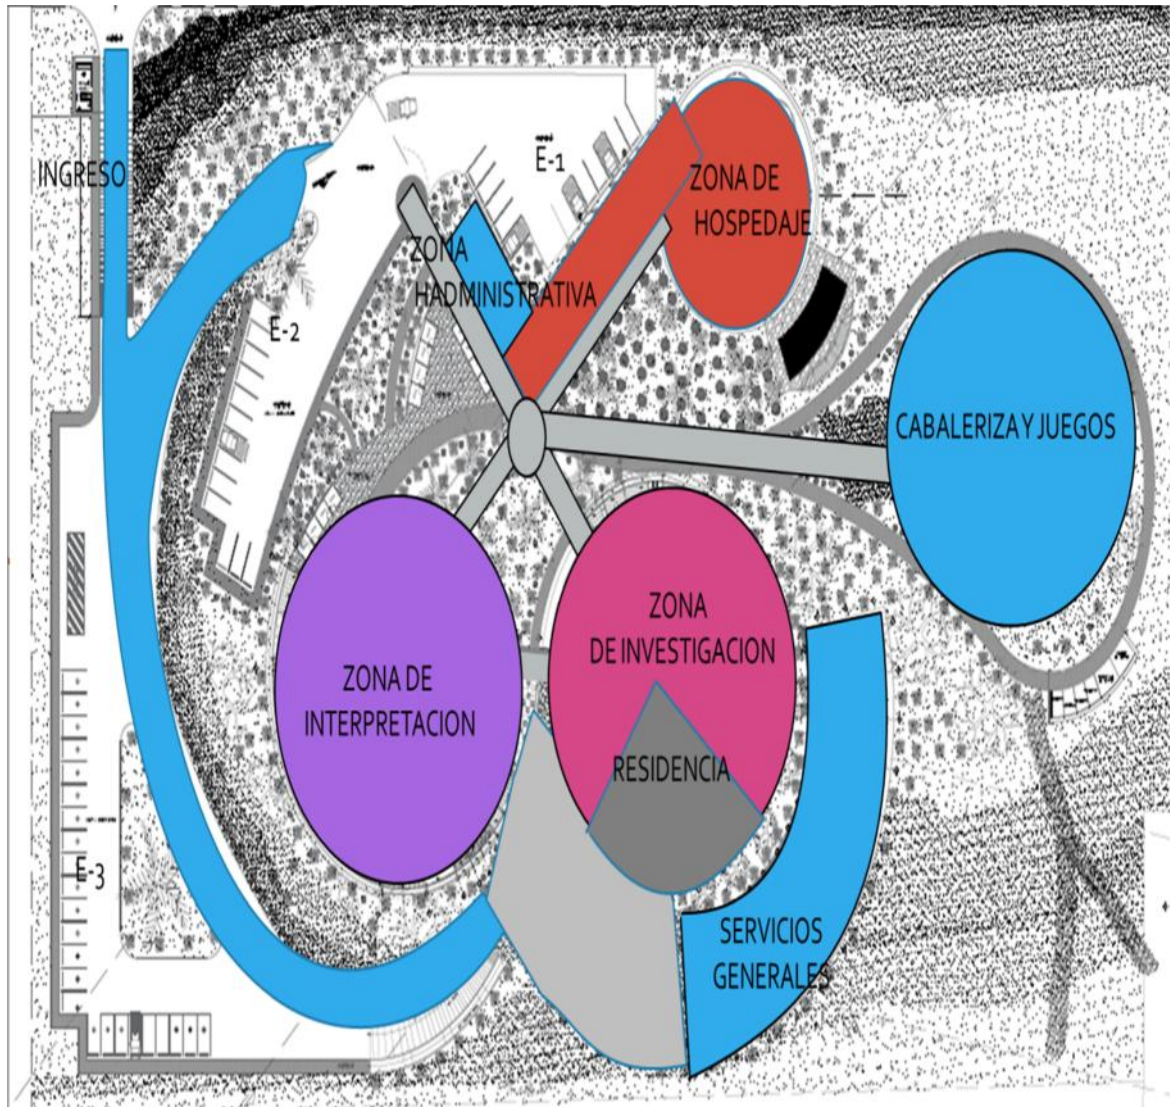 INGRESO
E-1
ZONA DE
HOSPEDAJE
ZONA
HADMINISTRATIVA
E-2
CABALERIZA Y JUEGOS
ZONA
DE INVESTIGACION
ZONA DE
INTERPRETACION
RESIDENCIA
E-3
SERVICIOS
GENERALES